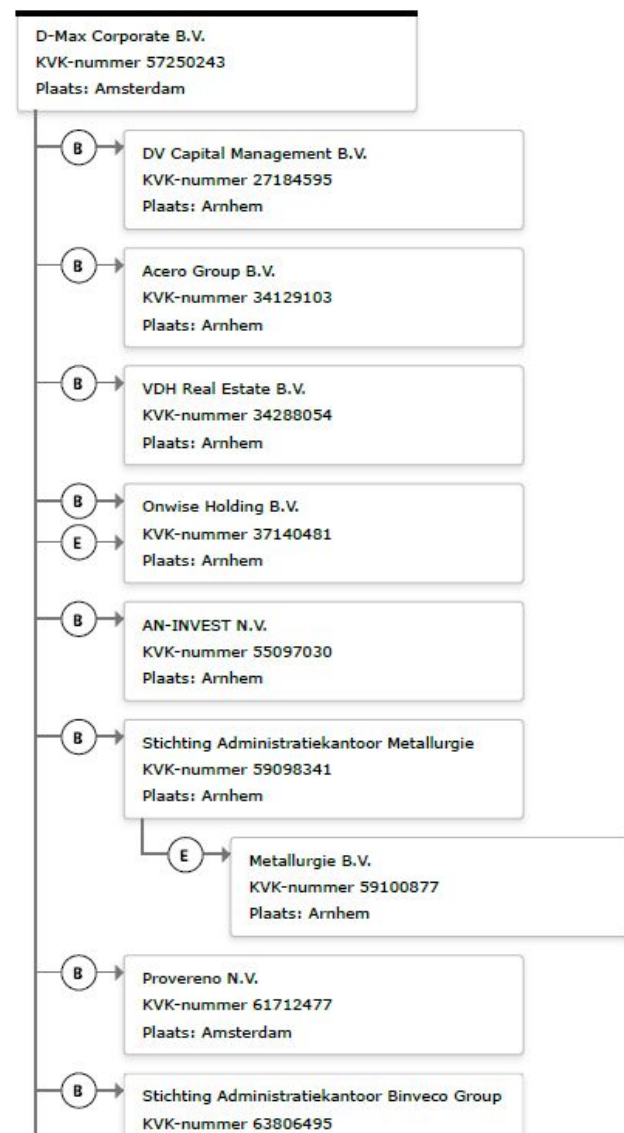 D-Max Corporate B.V.
KVK-nummer 57250243
Plaats: Amsterdam
B
DV Capital Management B.V.
KVK-nummer 27184595
Plaats: Arnhem
B
Acero Group B.V.
KVK-nummer 34129103
Plaats: Arnhem
B
VDH Real Estate B.V.
KVK-nummer 34288054
Plaats: Arnhem
B
E
Onwise Holding B.V.
KVK-nummer 37140481
Plaats: Arnhem
B
AN-INVEST N.V.
KVK-nummer 55097030
Plaats: Arnhem
B
Stichting Administratiekantoor Metallurgie
KVK-nummer 59098341
Plaats: Arnhem
E
Metallurgie B.V.
KVK-nummer 59100877
Plaats: Arnhem
B
Provereno N.V.
KVK-nummer 61712477
Plaats: Amsterdam
B
Stichting Administratiekantoor Binveco Group
KVK-nummer 63806495